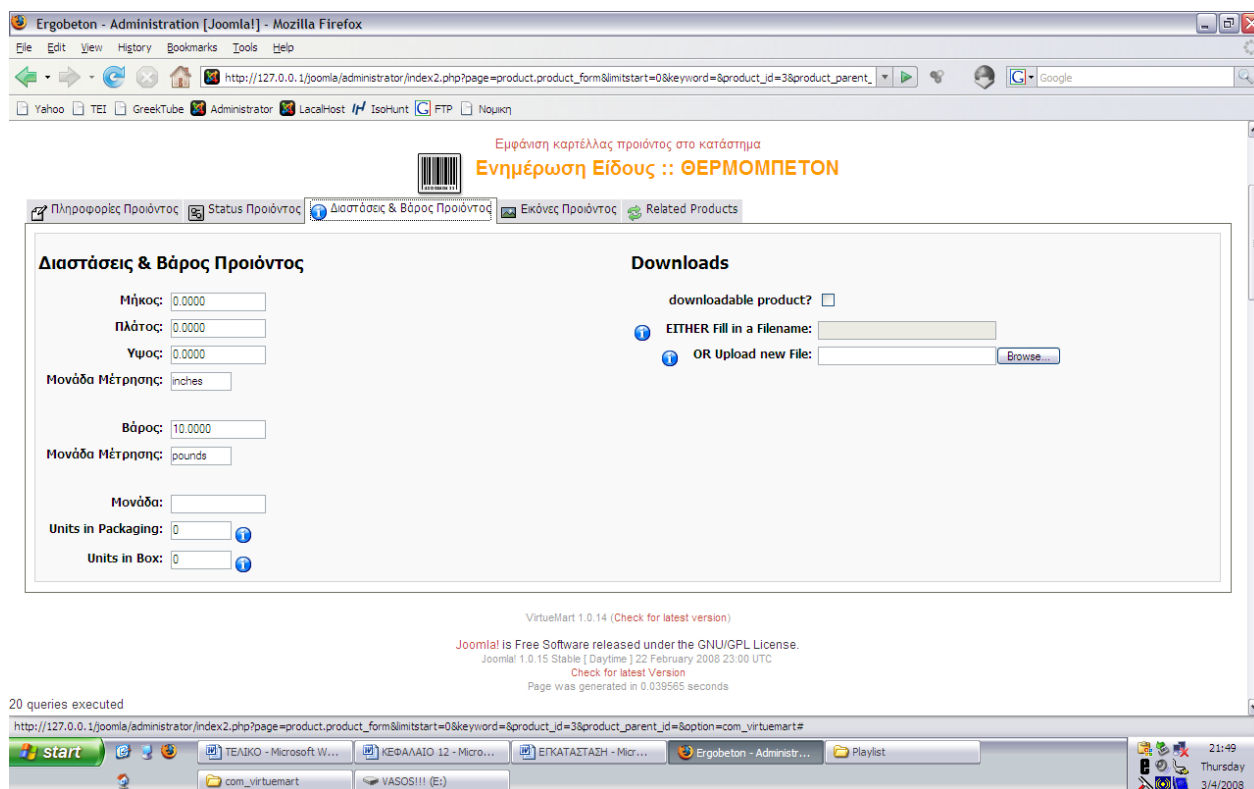 Ergobeton - Administration [Joomla!] - Mozilla Firefox
File Edit View History Bookmarks Tools Help
http://127.0.0.1/joomla/administrator/index2.php?page=product.product_form&limitstart=0&keyword=&product_id=3&product_parent_
Google
Yahoo TEI GreekTube Administrator LacalHost IsoHunt FTP Νομικη
Εμφάνιση καρτέλλας προιόντος στο κατάστημα
Ενημέρωση Είδους :: ΘΕΡΜΟΜΠΕΤΟΝ
Πληροφορίες Προιόντος Status Προιόντος Διαστάσεις & Βάρος Προιόντος Εικόνες Προιόντος Related Products
Διαστάσεις & Βάρος Προιόντος
Μήκος: 0.0000
Πλάτος: 0.0000
Υψος: 0.0000
Μονάδα Μέτρησης: inches
Βάρος: 10.0000
Μονάδα Μέτρησης: pounds
Μονάδα:
Units in Packaging: 0
Units in Box: 0
Downloads
downloadable product?
EITHER Fill in a Filename:
OR Upload new File: Browse...
VirtueMart 1.0.14 (Check for latest version)
Joomla! is Free Software released under the GNU/GPL License.
Joomla! 1.0.15 Stable [ Daytime ] 22 February 2008 23:00 UTC
Check for latest Version
Page was generated in 0.039565 seconds
20 queries executed
http://127.0.0.1/joomla/administrator/index2.php?page=product.product_form&limitstart=0&keyword=&product_id=3&product_parent_id=&option=com_virtuemart#
start ΤΕΛΙΚΟ - Microsoft W... ΚΕΦΑΛΑΙΟ 12 - Micro... ΕΓΚΑΤΑΣΤΑΣΗ - Micr... Ergobeton - Administr... Playlist 21:49
Thursday
com_virtuemart VASOS!!! (E:) 3/4/2008